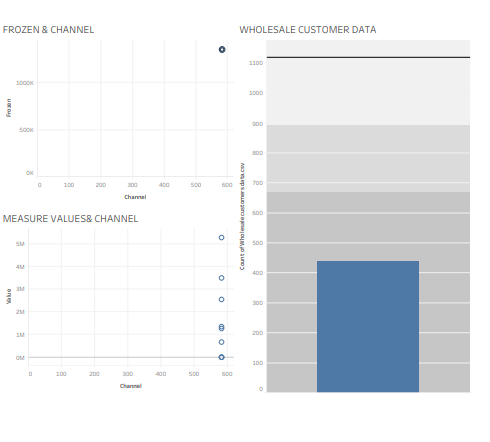 FROZEN & CHANNEL
1000K
500K
0K
Frozen
0 100 200 300 400 500 600
Channel
MEASURE VALUES& CHANNEL
5M
4M
3M
2M
1M
0M
Value
0 100 200 300 400 500 600
Channel
WHOLESALE CUSTOMER DATA
1100
1000
900
800
700
600
500
400
300
200
100
0
Count of Wholesale customers data.csv